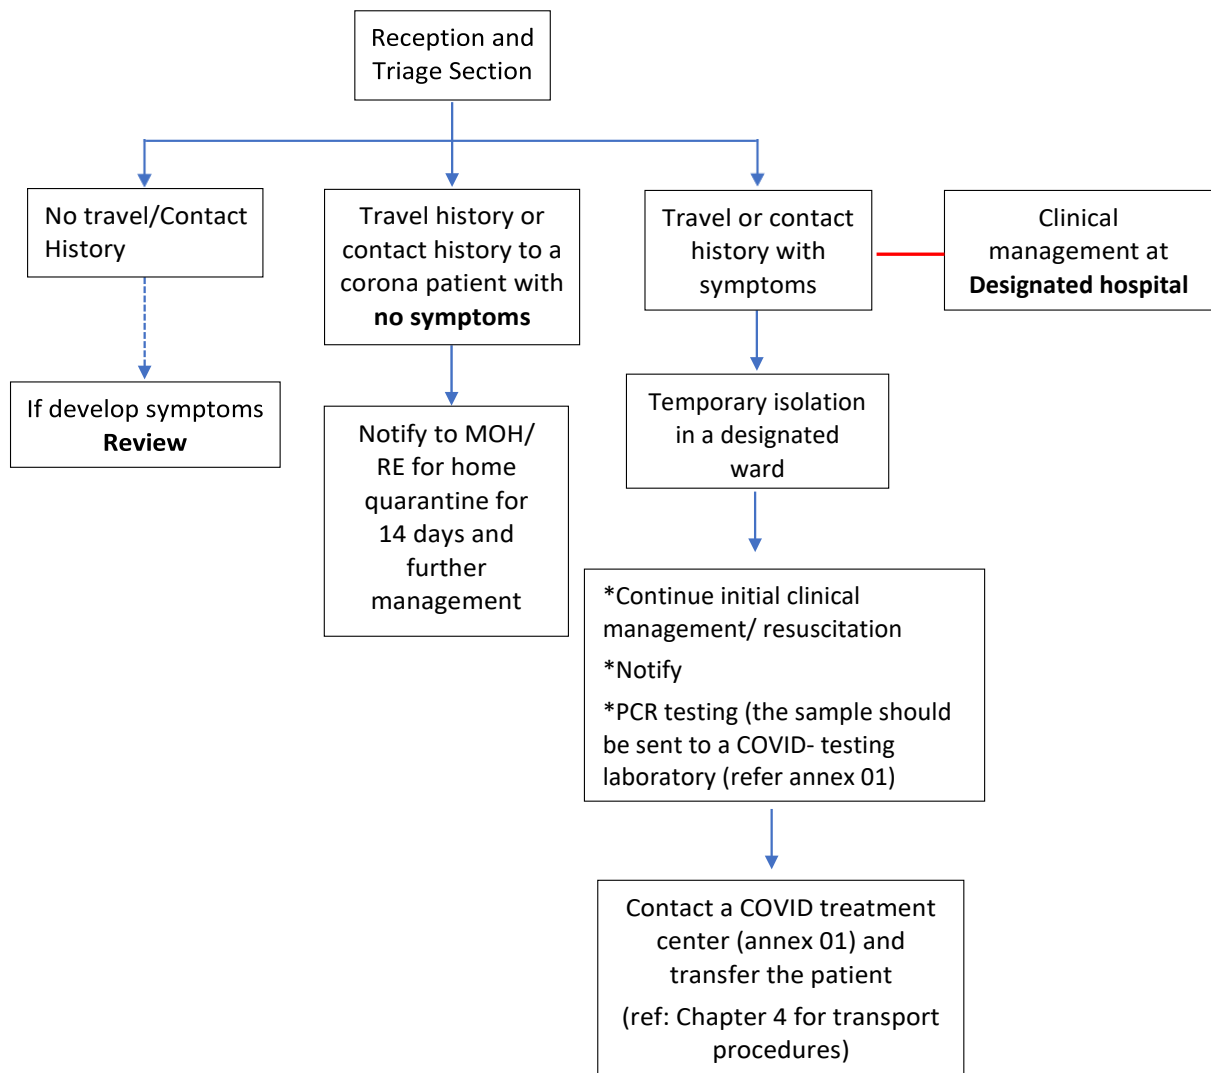 Reception and
Triage Section
No travel/Contact
History
Travel history or
contact history to a
corona patient with
no symptoms
Travel or contact
history with
symptoms
Clinical
management at
Designated hospital
If develop symptoms
Review
Notify to MOH/
RE for home
quarantine for
14 days and
further
management
Temporary isolation
in a designated
ward
*Continue initial clinical
management/ resuscitation
*Notify
*PCR testing (the sample should
be sent to a COVID- testing
laboratory (refer annex 01)
Contact a COVID treatment
center (annex 01) and
transfer the patient
(ref: Chapter 4 for transport
procedures)